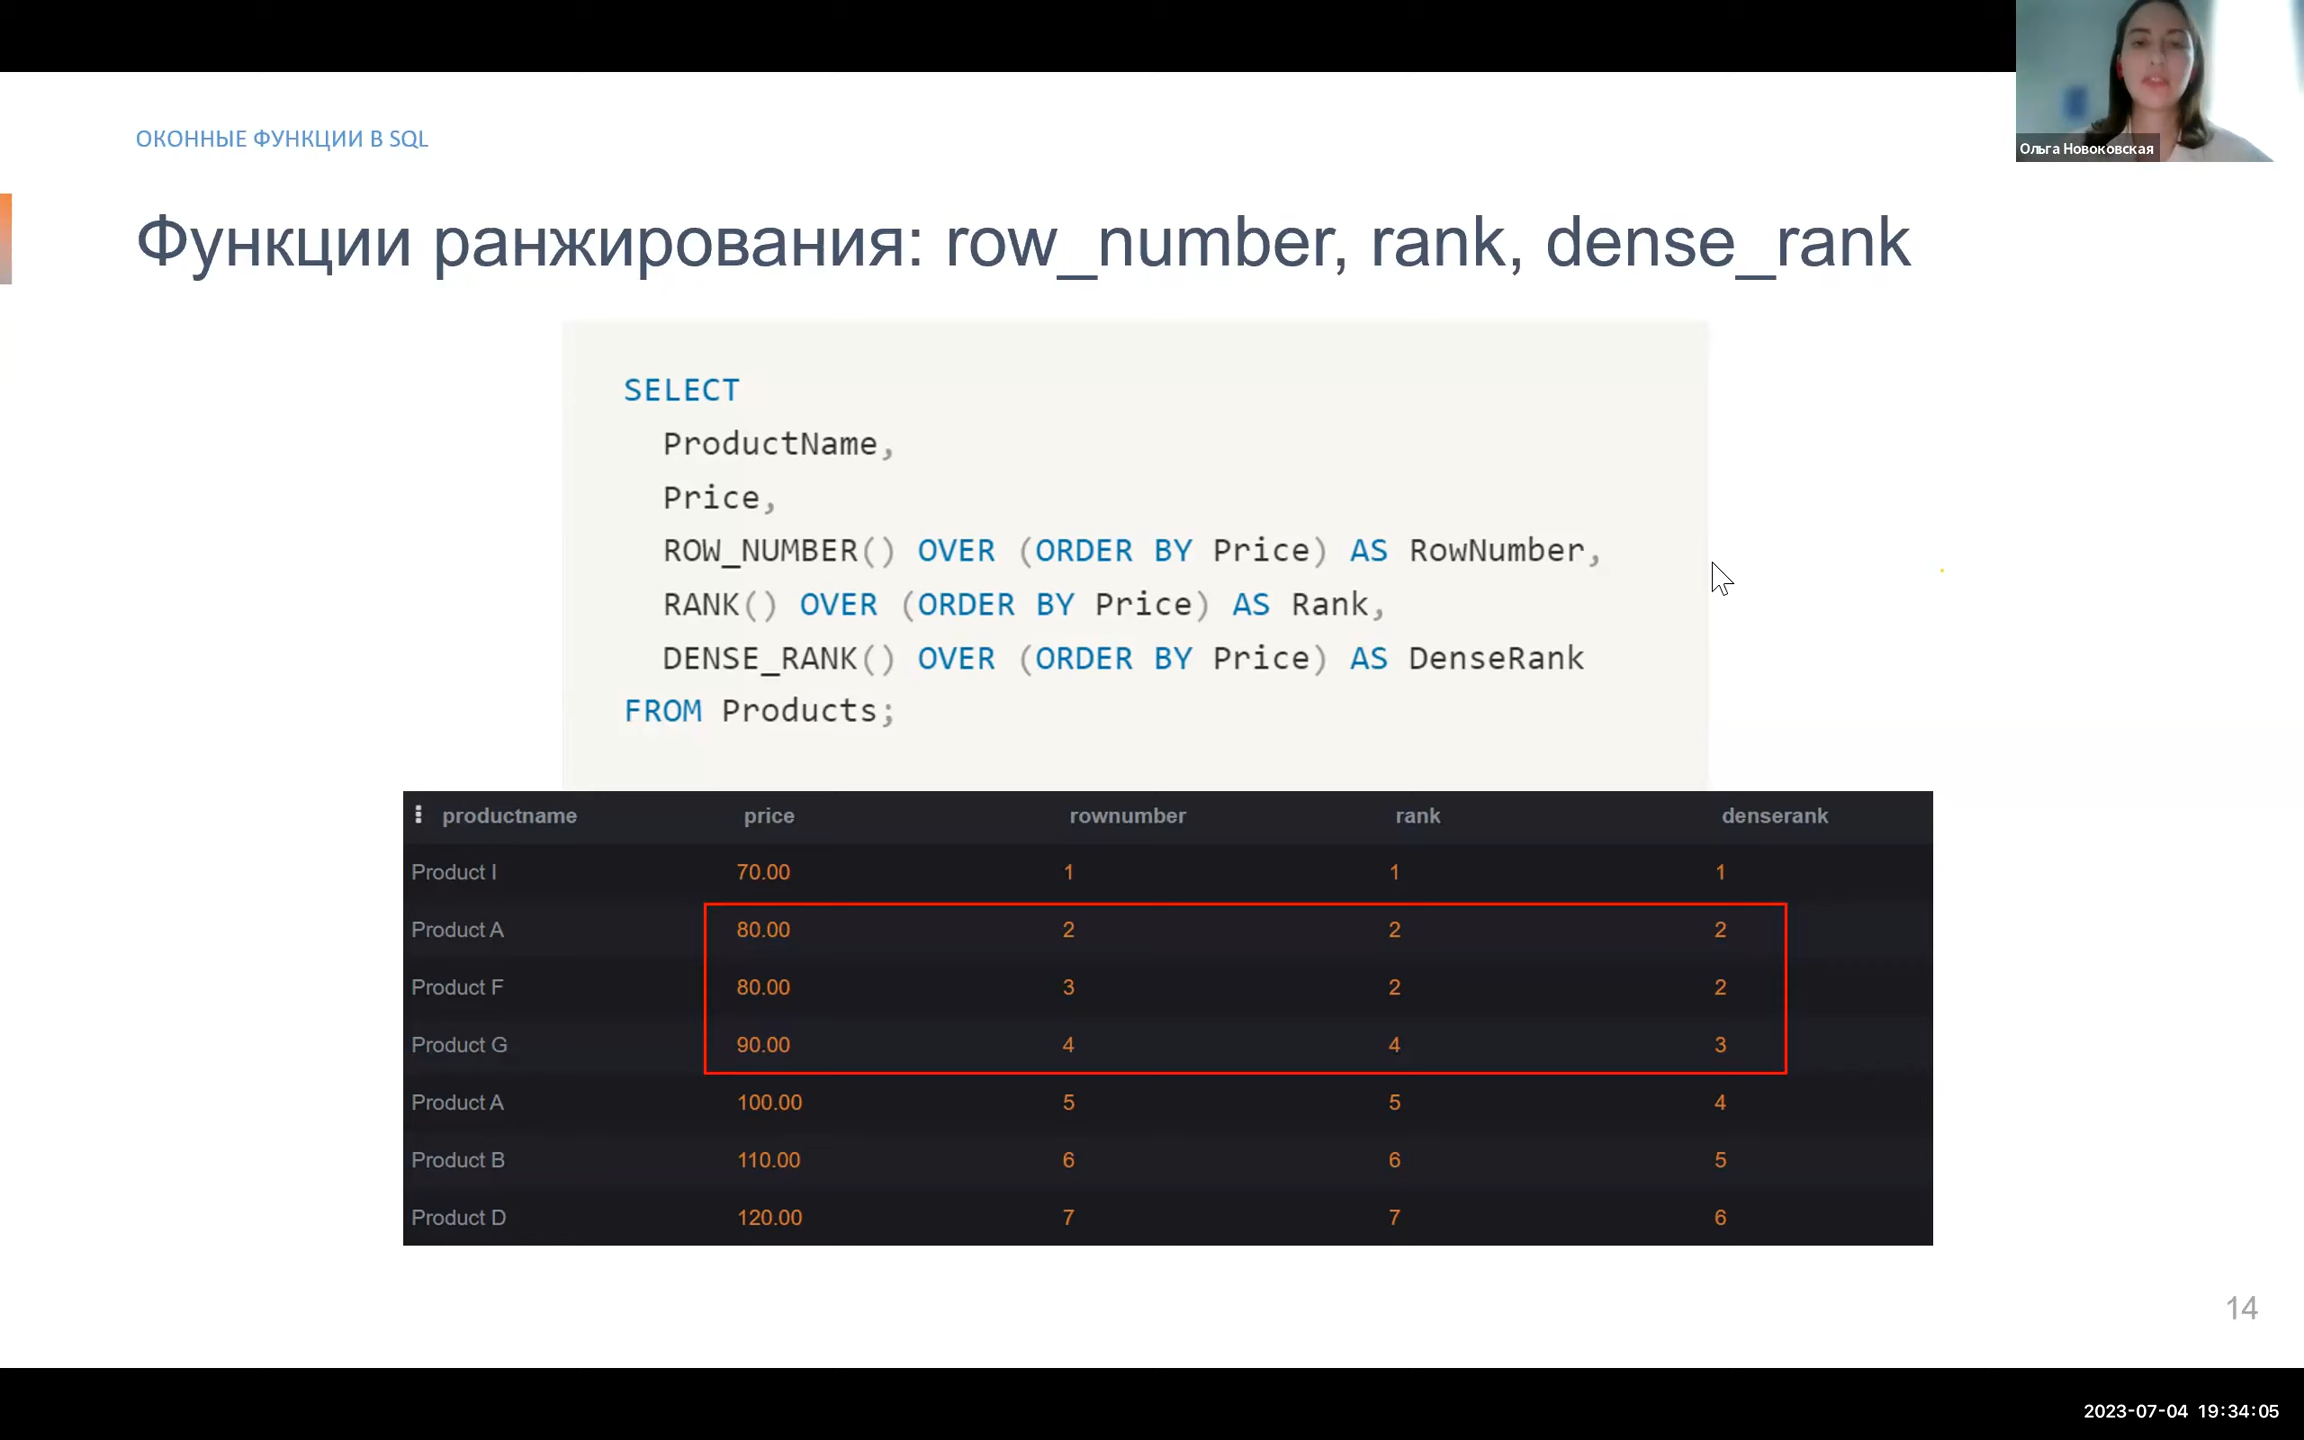 Ольга Новоковская
ОКОННЫЕ ФУНКЦИИ В SQL
Функции ранжирования: row_number, rank, dense_rank
SELECT
ProductName,
Price,
ROW_NUMBER() OVER (ORDER BY Price) AS RowNumber,
RANK() OVER (ORDER BY Price) AS Rank,
DENSE_RANK() OVER (ORDER BY Price) AS DenseRank
FROM Products;
productname price rownumber rank denserank
Product I 70.00 1 1 1
Product A 80.00 2 2 2
Product F 80.00 3 2 2
Product G 90.00 4 4 3
Product A 100.00 5 5 4
Product B 110.00 6 6 5
Product D 120.00 7 7 6
14
2023-07-04 19:34:05